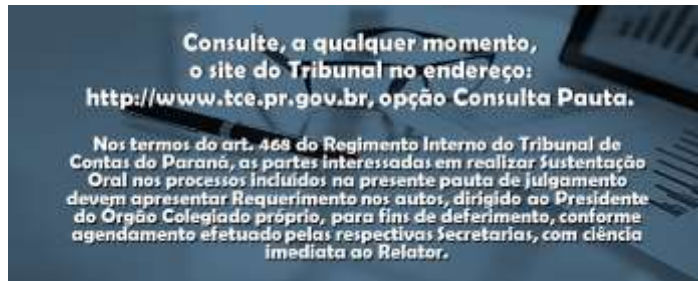 Consulte, a qualquer momento,
o site do Tribunal no endereço:
http://www.tce.pr.gov.br, opção Consulta Pauta.
Nos termos do art. 468 do Regimento Interno do Tribunal de
Contas do Paraná, as partes interessadas em realizar Sustentação
Oral nos processos incluídos na presente pauta de julgamento
devem apresentar Requerimento nos autos, dirigido ao Presidente
do Órgão Colegiado próprio, para fins de deferimento, conforme
agendamento efetuado pelas respectivas Secretarias, com ciência
imediata ao Relator.